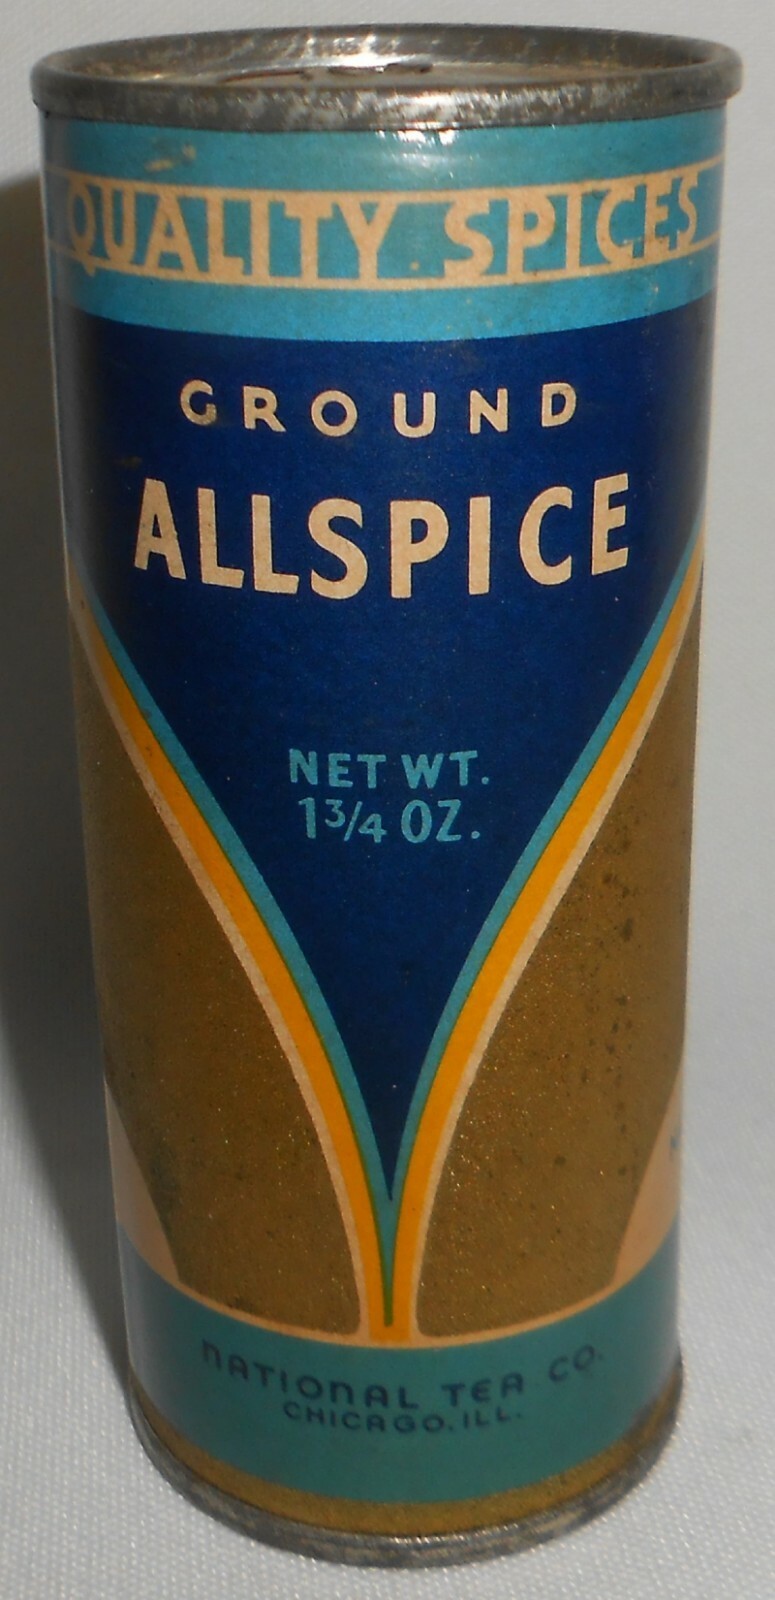 QUALITY SPICES
GROUND
ALLSPICE
NET WT.
1¾ OZ.
NATIONAL TEA CO.
CHICAGO. ILL.